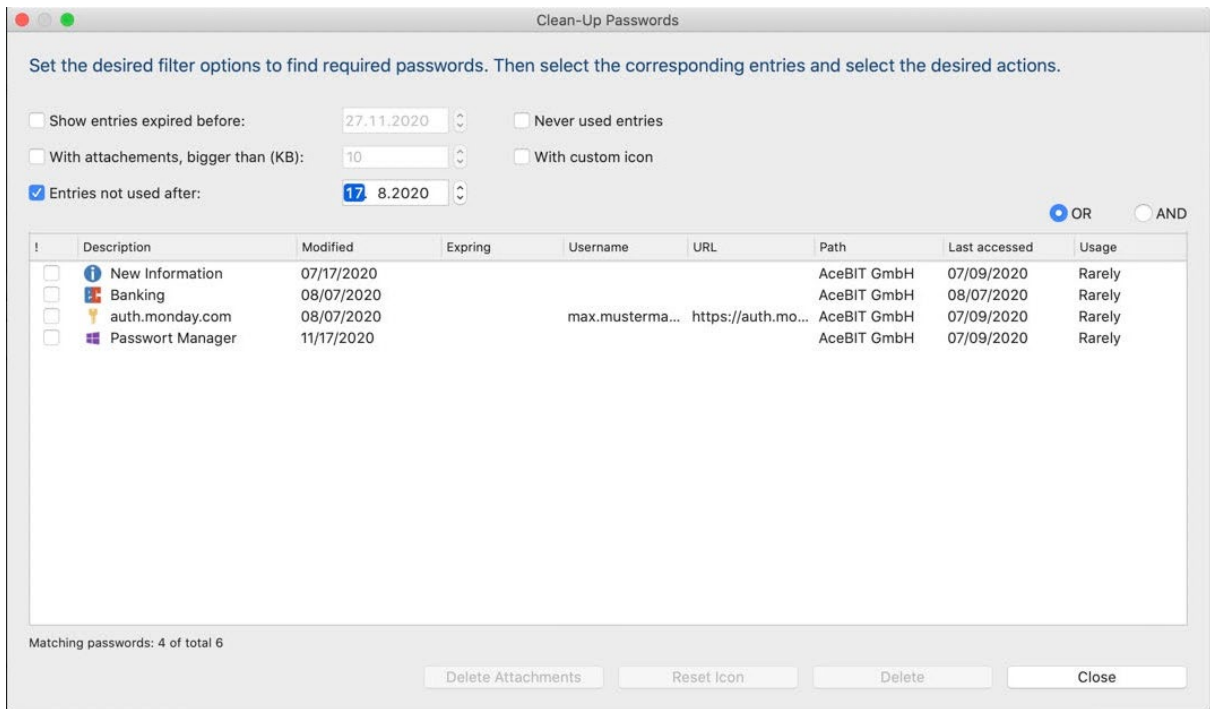 Clean-Up Passwords
Set the desired filter options to find required passwords. Then select the corresponding entries and select the desired actions.
Show entries expired before: 27.11.2020 Never used entries
With attachements, bigger than (KB): 10 With custom icon
Entries not used after: 17. 8.2020
OR AND
! Description Modified Expring Username URL Path Last accessed Usage
New Information 07/17/2020 AceBIT GmbH 07/09/2020 Rarely
Banking 08/07/2020 AceBIT GmbH 08/07/2020 Rarely
auth.monday.com 08/07/2020 max.musterma... https://auth.mo... AceBIT GmbH 07/09/2020 Rarely
Passwort Manager 11/17/2020 AceBIT GmbH 07/09/2020 Rarely
Matching passwords: 4 of total 6
Delete Attachments Reset Icon Delete Close